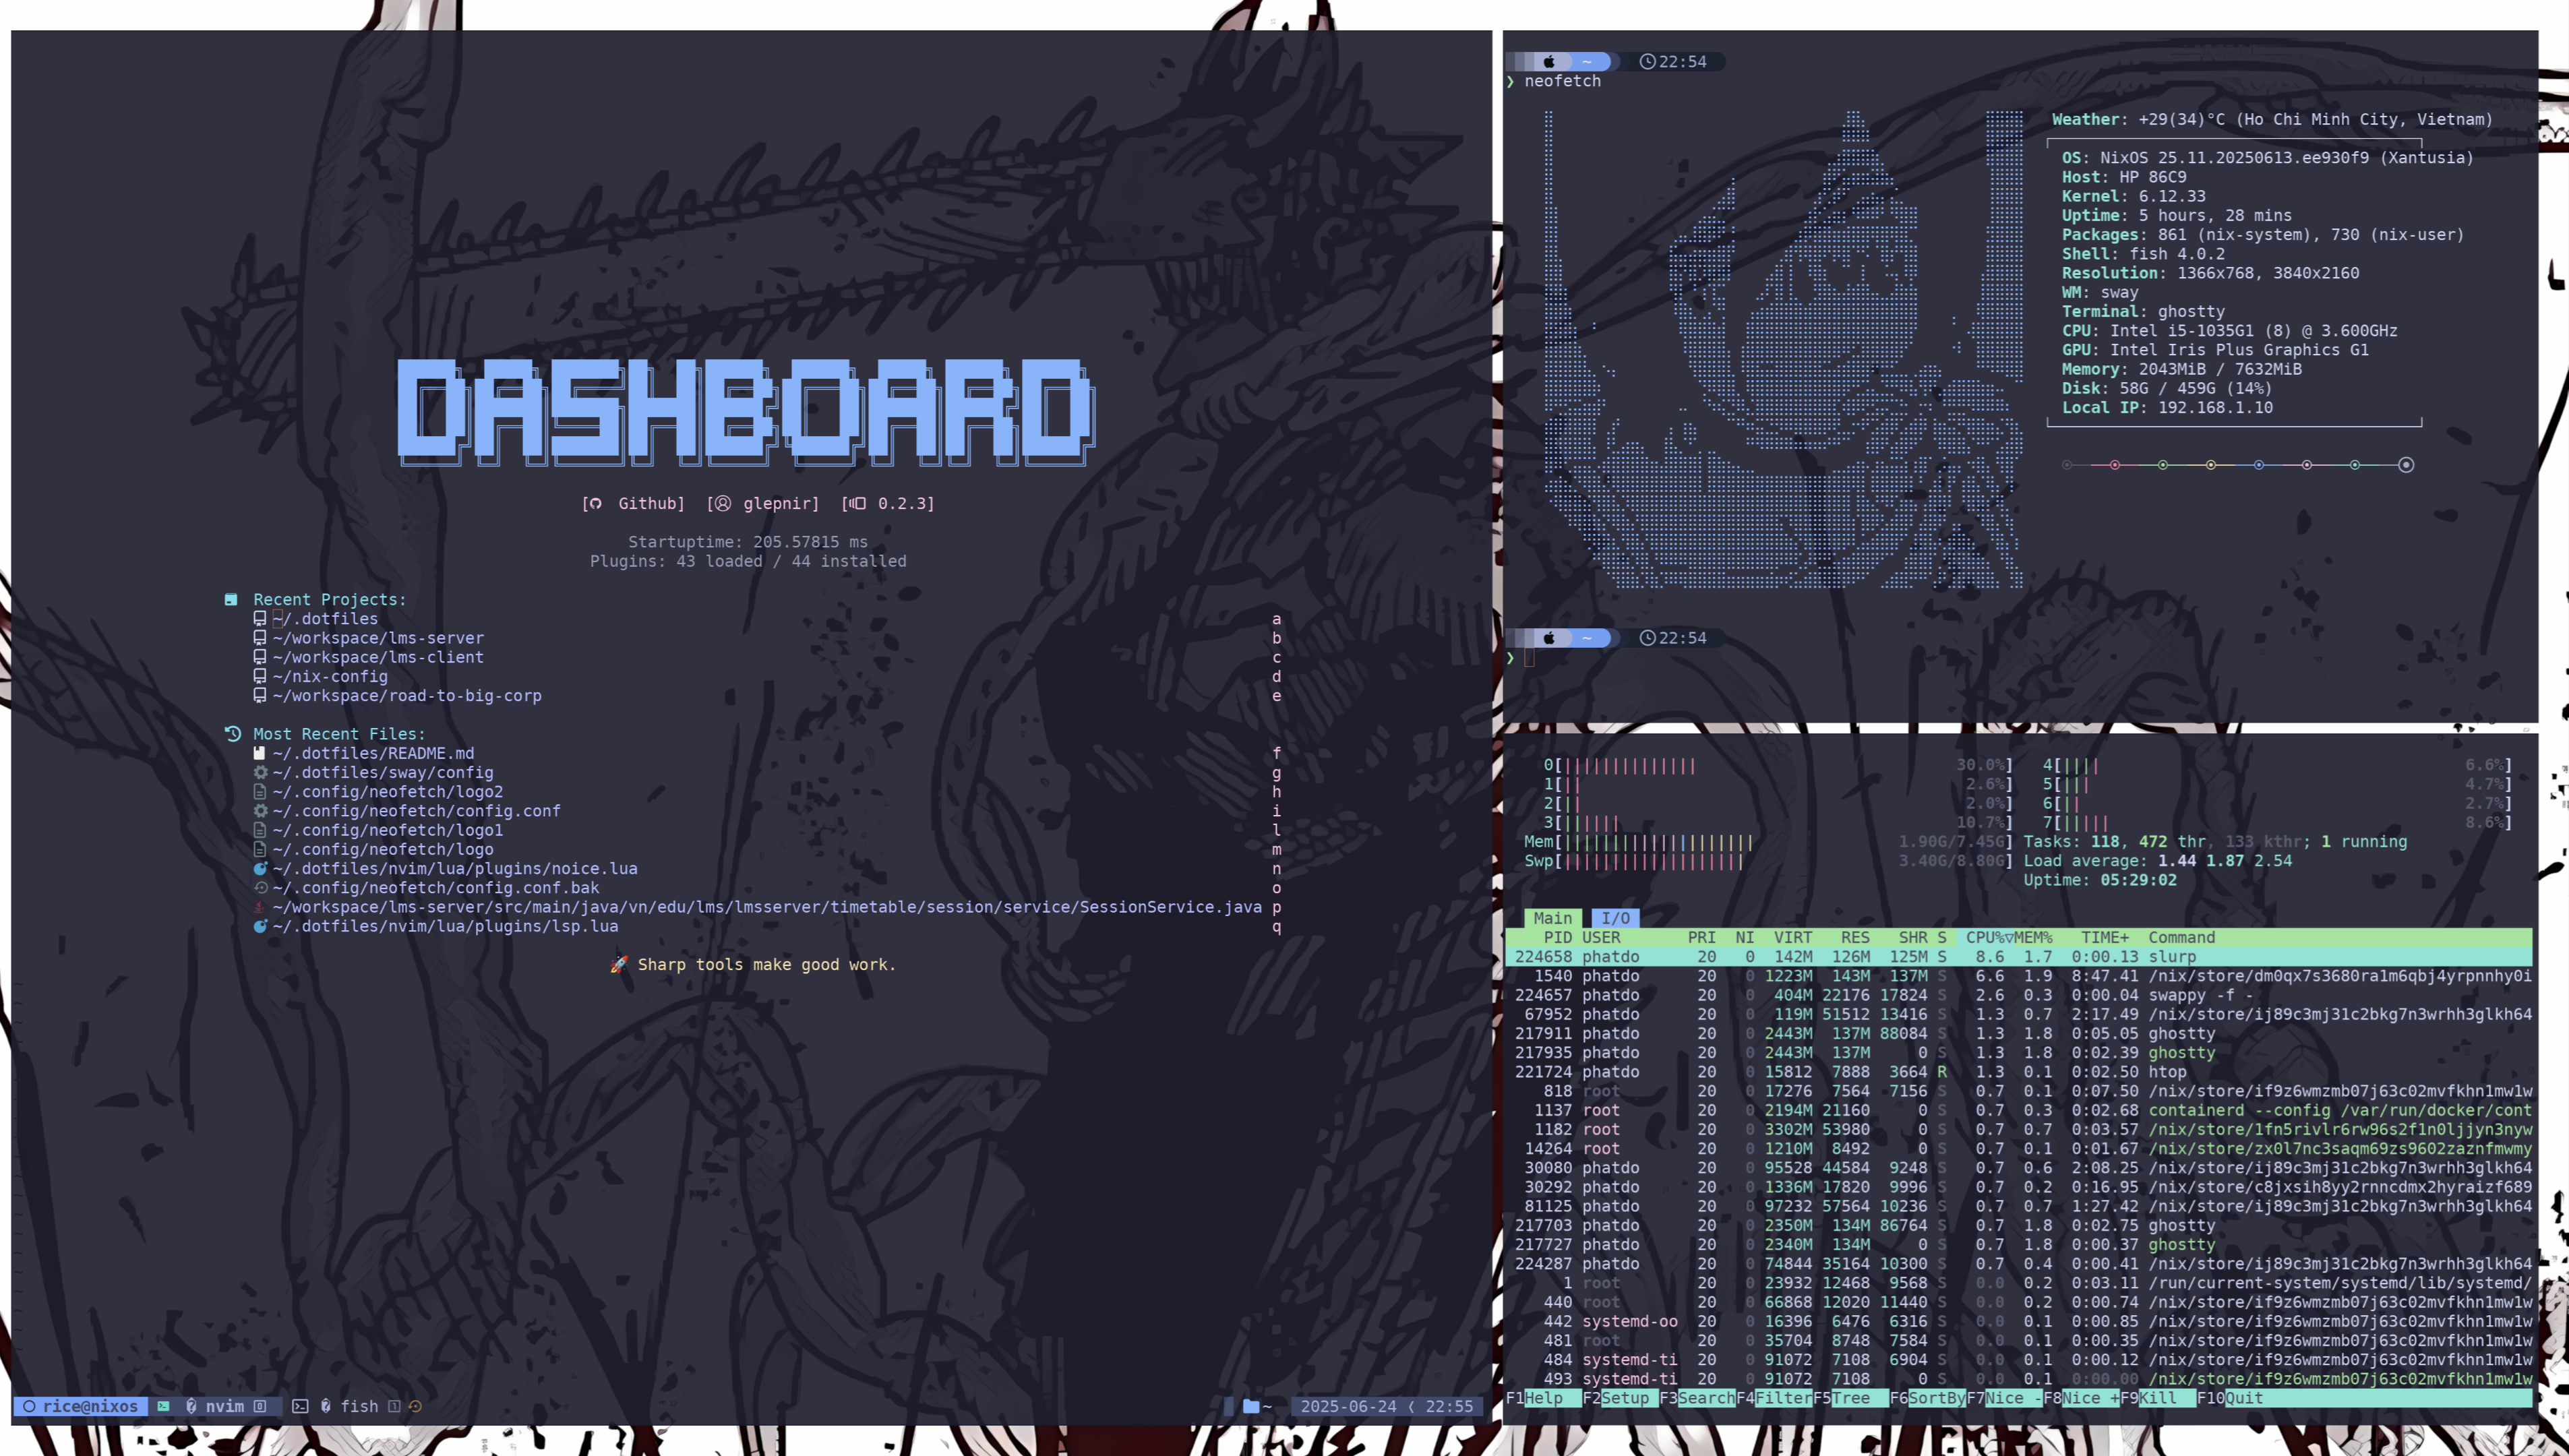 DASHBOARD
[ Github] [ glepnir] [ 0.2.3]
Startuptime: 205.57815 ms
Plugins: 43 loaded / 44 installed
Recent Projects:
~/.dotfiles a
~/workspace/lms-server b
~/workspace/lms-client c
~/nix-config d
~/workspace/road-to-big-corp e
Most Recent Files:
~/.dotfiles/README.md f
~/.dotfiles/sway/config g
~/.config/neofetch/logo2 h
~/.config/neofetch/config.conf i
~/.config/neofetch/logo1 l
~/.config/neofetch/logo m
~/.dotfiles/nvim/lua/plugins/noice.lua n
~/.config/neofetch/config.conf.bak o
~/workspace/lms-server/src/main/java/vn/edu/lms/lmsserver/timetable/session/service/SessionService.java p
~/.dotfiles/nvim/lua/plugins/lsp.lua q
🚀 Sharp tools make good work.
rice@nixos nvim 0 fish 1 ~ 2025-06-24 ❮ 22:55
~ 22:54
❯ neofetch
Weather: +29(34)°C (Ho Chi Minh City, Vietnam)
OS: NixOS 25.11.20250613.ee930f9 (Xantusia)
Host: HP 86C9
Kernel: 6.12.33
Uptime: 5 hours, 28 mins
Packages: 861 (nix-system), 730 (nix-user)
Shell: fish 4.0.2
Resolution: 1366x768, 3840x2160
WM: sway
Terminal: ghostty
CPU: Intel i5-1035G1 (8) @ 3.600GHz
GPU: Intel Iris Plus Graphics G1
Memory: 2043MiB / 7632MiB
Disk: 58G / 459G (14%)
Local IP: 192.168.1.10
~ 22:54
❯
0[|||||||||||||| 30.0%] 4[|||| 6.6%]
1[|| 2.6%] 5[||| 4.7%]
2[|| 2.0%] 6[|| 2.7%]
3[|||||| 10.7%] 7[||||| 8.6%]
Mem[|||||||||||||||||||| 1.90G/7.45G] Tasks: 118, 472 thr, 133 kthr; 1 running
Swp[||||||||||||||||||| 3.40G/8.80G] Load average: 1.44 1.87 2.54
Uptime: 05:29:02
Main I/O
PID USER PRI NI VIRT RES SHR S CPU%▽MEM% TIME+ Command
224658 phatdo 20 0 142M 126M 125M S 8.6 1.7 0:00.13 slurp
1540 phatdo 20 0 1223M 143M 137M S 6.6 1.9 8:47.41 /nix/store/dm0qx7s3680ra1m6qbj4yrpnnhy0i
224657 phatdo 20 0 404M 22176 17824 S 2.6 0.3 0:00.04 swappy -f -
67952 phatdo 20 0 119M 51512 13416 S 1.3 0.7 2:17.49 /nix/store/ij89c3mj31c2bkg7n3wrhh3glkh64
217911 phatdo 20 0 2443M 137M 88084 S 1.3 1.8 0:05.05 ghostty
217935 phatdo 20 0 2443M 137M 0 S 1.3 1.8 0:02.39 ghostty
221724 phatdo 20 0 15812 7888 3664 R 1.3 0.1 0:02.50 htop
818 root 20 0 17276 7564 7156 S 0.7 0.1 0:07.50 /nix/store/if9z6wmzmb07j63c02mvfkhn1mw1w
1137 root 20 0 2194M 21160 0 S 0.7 0.3 0:02.68 containerd --config /var/run/docker/cont
1182 root 20 0 3302M 53980 0 S 0.7 0.7 0:03.57 /nix/store/1fn5rivlr6rw96s2f1n0ljjyn3nyw
14264 root 20 0 1210M 8492 0 S 0.7 0.1 0:01.67 /nix/store/zx0l7nc3saqm69zs9602zaznfmwmy
30080 phatdo 20 0 95528 44584 9248 S 0.7 0.6 2:08.25 /nix/store/ij89c3mj31c2bkg7n3wrhh3glkh64
30292 phatdo 20 0 1336M 17820 9996 S 0.7 0.2 0:16.95 /nix/store/c8jxsih8yy2rnncdmx2hyraizf689
81125 phatdo 20 0 97232 57564 10236 S 0.7 0.7 1:27.42 /nix/store/ij89c3mj31c2bkg7n3wrhh3glkh64
217703 phatdo 20 0 2350M 134M 86764 S 0.7 1.8 0:02.75 ghostty
217727 phatdo 20 0 2340M 134M 0 S 0.7 1.8 0:00.37 ghostty
224287 phatdo 20 0 74844 35164 10300 S 0.7 0.4 0:00.41 /nix/store/ij89c3mj31c2bkg7n3wrhh3glkh64
1 root 20 0 23932 12468 9568 S 0.0 0.2 0:03.11 /run/current-system/systemd/lib/systemd/
440 root 20 0 66868 12020 11440 S 0.0 0.2 0:00.74 /nix/store/if9z6wmzmb07j63c02mvfkhn1mw1w
442 systemd-oo 20 0 16396 6476 6316 S 0.0 0.1 0:00.85 /nix/store/if9z6wmzmb07j63c02mvfkhn1mw1w
481 root 20 0 35704 8748 7584 S 0.0 0.1 0:00.35 /nix/store/if9z6wmzmb07j63c02mvfkhn1mw1w
484 systemd-ti 20 0 91072 7108 6904 S 0.0 0.1 0:00.12 /nix/store/if9z6wmzmb07j63c02mvfkhn1mw1w
493 systemd-ti 20 0 91072 7108 0 S 0.0 0.1 0:00.00 /nix/store/if9z6wmzmb07j63c02mvfkhn1mw1w
F1Help F2Setup F3SearchF4FilterF5Tree F6SortByF7Nice -F8Nice +F9Kill F10Quit